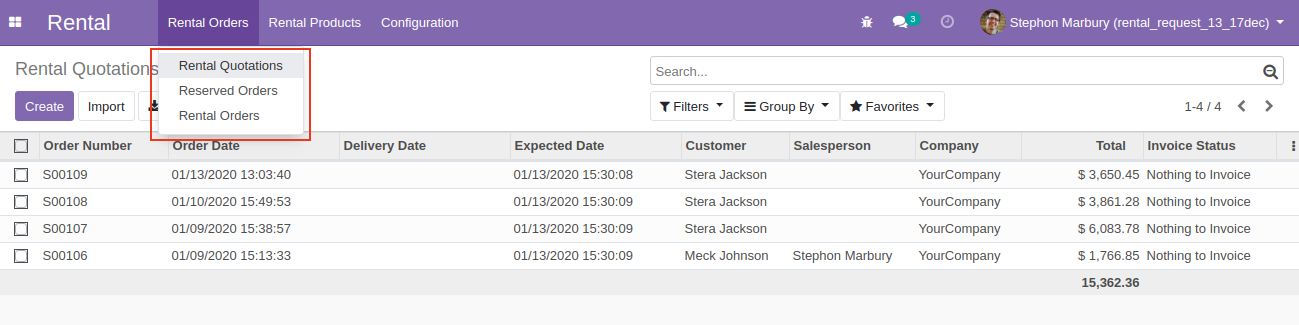 Rental Rental Orders Rental Products Configuration 3 Stephon Marbury (rental_request_13_17dec)
Rental Quotations Search...
Rental Quotations
Reserved Orders
Rental Orders
Create Import Filters Group By Favorites 1-4 / 4
Order Number Order Date Delivery Date Expected Date Customer Salesperson Company Total Invoice Status
S00109 01/13/2020 13:03:40 01/13/2020 15:30:08 Stera Jackson YourCompany $ 3,650.45 Nothing to Invoice
S00108 01/10/2020 15:49:53 01/13/2020 15:30:09 Stera Jackson YourCompany $ 3,861.28 Nothing to Invoice
S00107 01/09/2020 15:38:57 01/13/2020 15:30:09 Stera Jackson YourCompany $ 6,083.78 Nothing to Invoice
S00106 01/09/2020 15:13:33 01/13/2020 15:30:09 Meck Johnson Stephon Marbury YourCompany $ 1,766.85 Nothing to Invoice
15,362.36